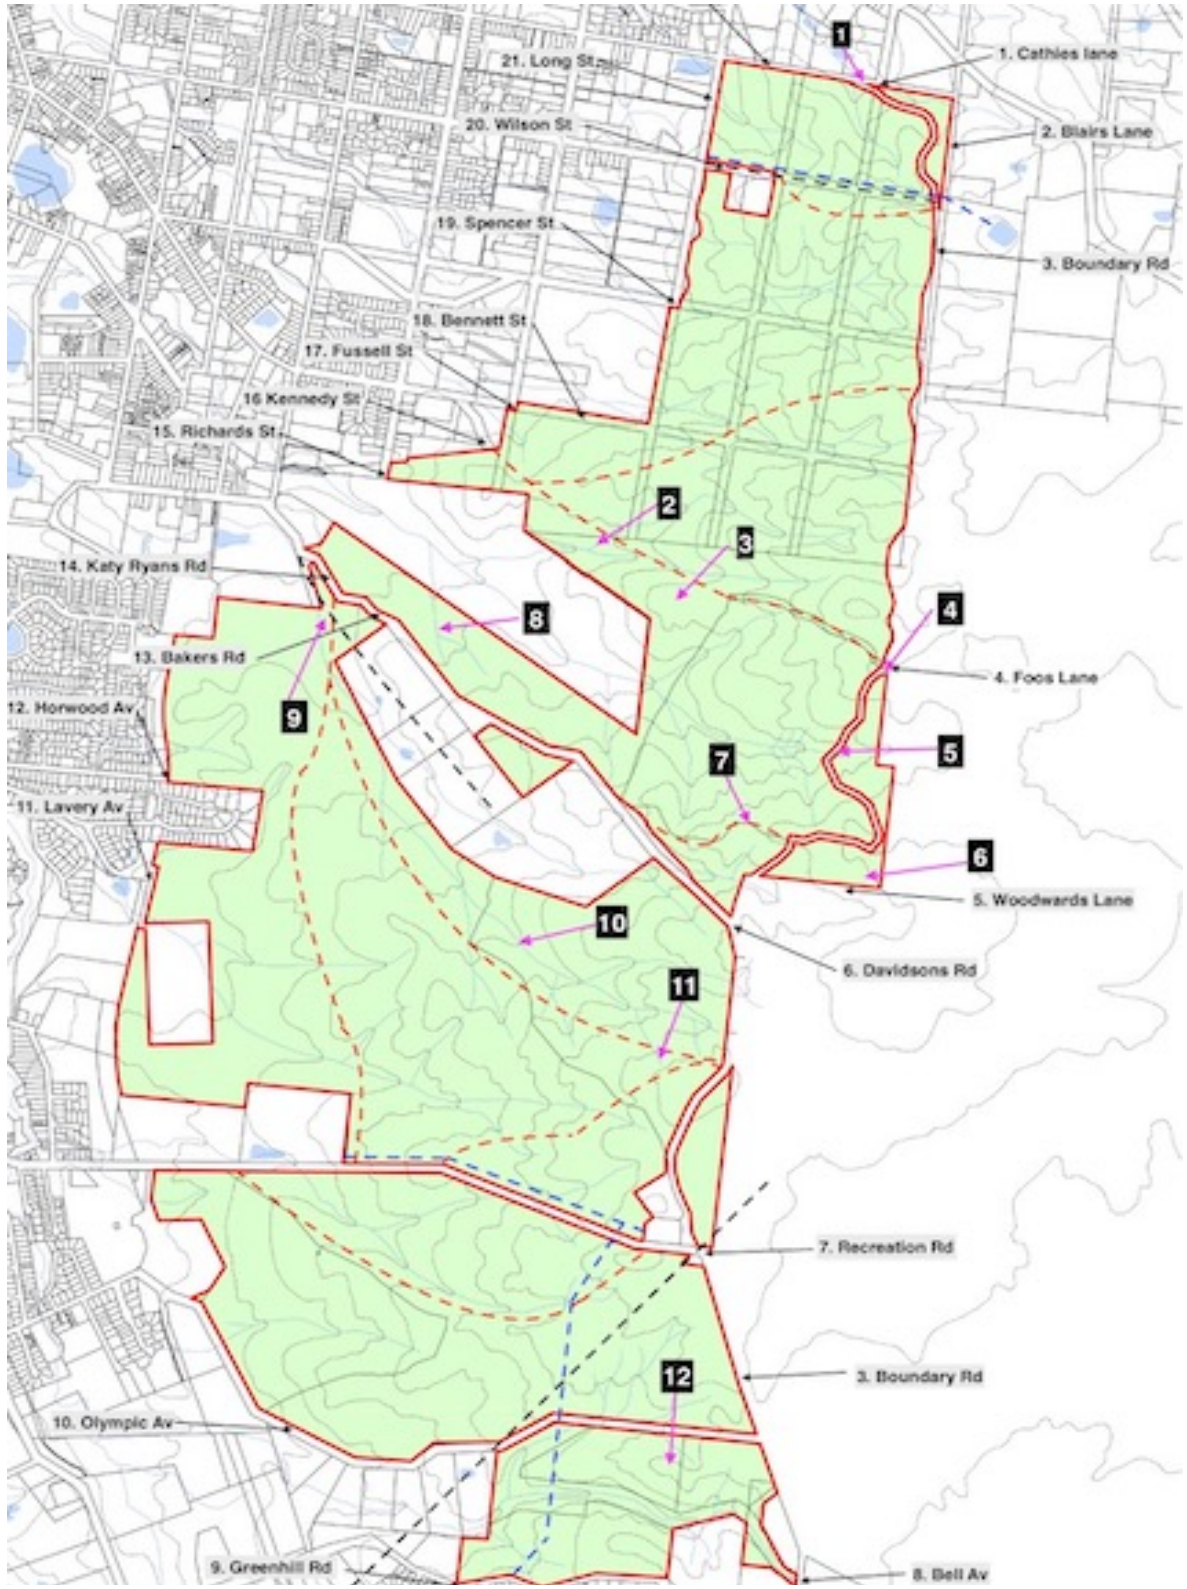 1
21. Long St
1. Cathies lane
20. Wilson St
2. Blairs Lane
19. Spencer St
3. Boundary Rd
18. Bennett St
17. Fussell St
16 Kennedy St
15. Richards St
2
3
14. Katy Ryans Rd
8
4
13. Bakers Rd
4. Foos Lane
12. Horwood Av
9
5
7
11. Lavery Av
6
5. Woodwards Lane
10
6. Davidsons Rd
11
7. Recreation Rd
12
3. Boundary Rd
10. Olympic Av
9. Greenhill Rd
8. Bell Av